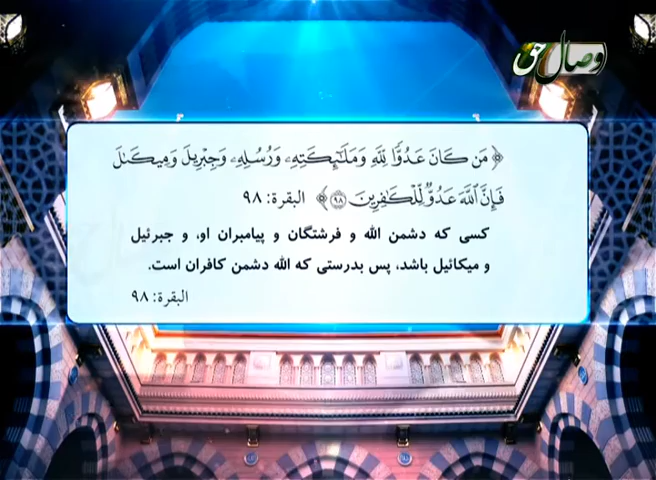 وصال حق
﴿ مَن كَانَ عَدُوًّا لِّلَّهِ وَمَلَٰٓئِكَتِهِۦ وَرُسُلِهِۦ وَجِبْرِيلَ وَمِيكَىٰلَ
فَإِنَّ ٱللَّهَ عَدُوٌّ لِّلْكَٰفِرِينَ ۝٩٨ ﴾ البقرة: ٩٨
کسی که دشمن الله و فرشتگان و پیامبران او، و جبرئیل
و میکائیل باشد، پس بدرستی که الله دشمن کافران است.
البقرة: ٩٨